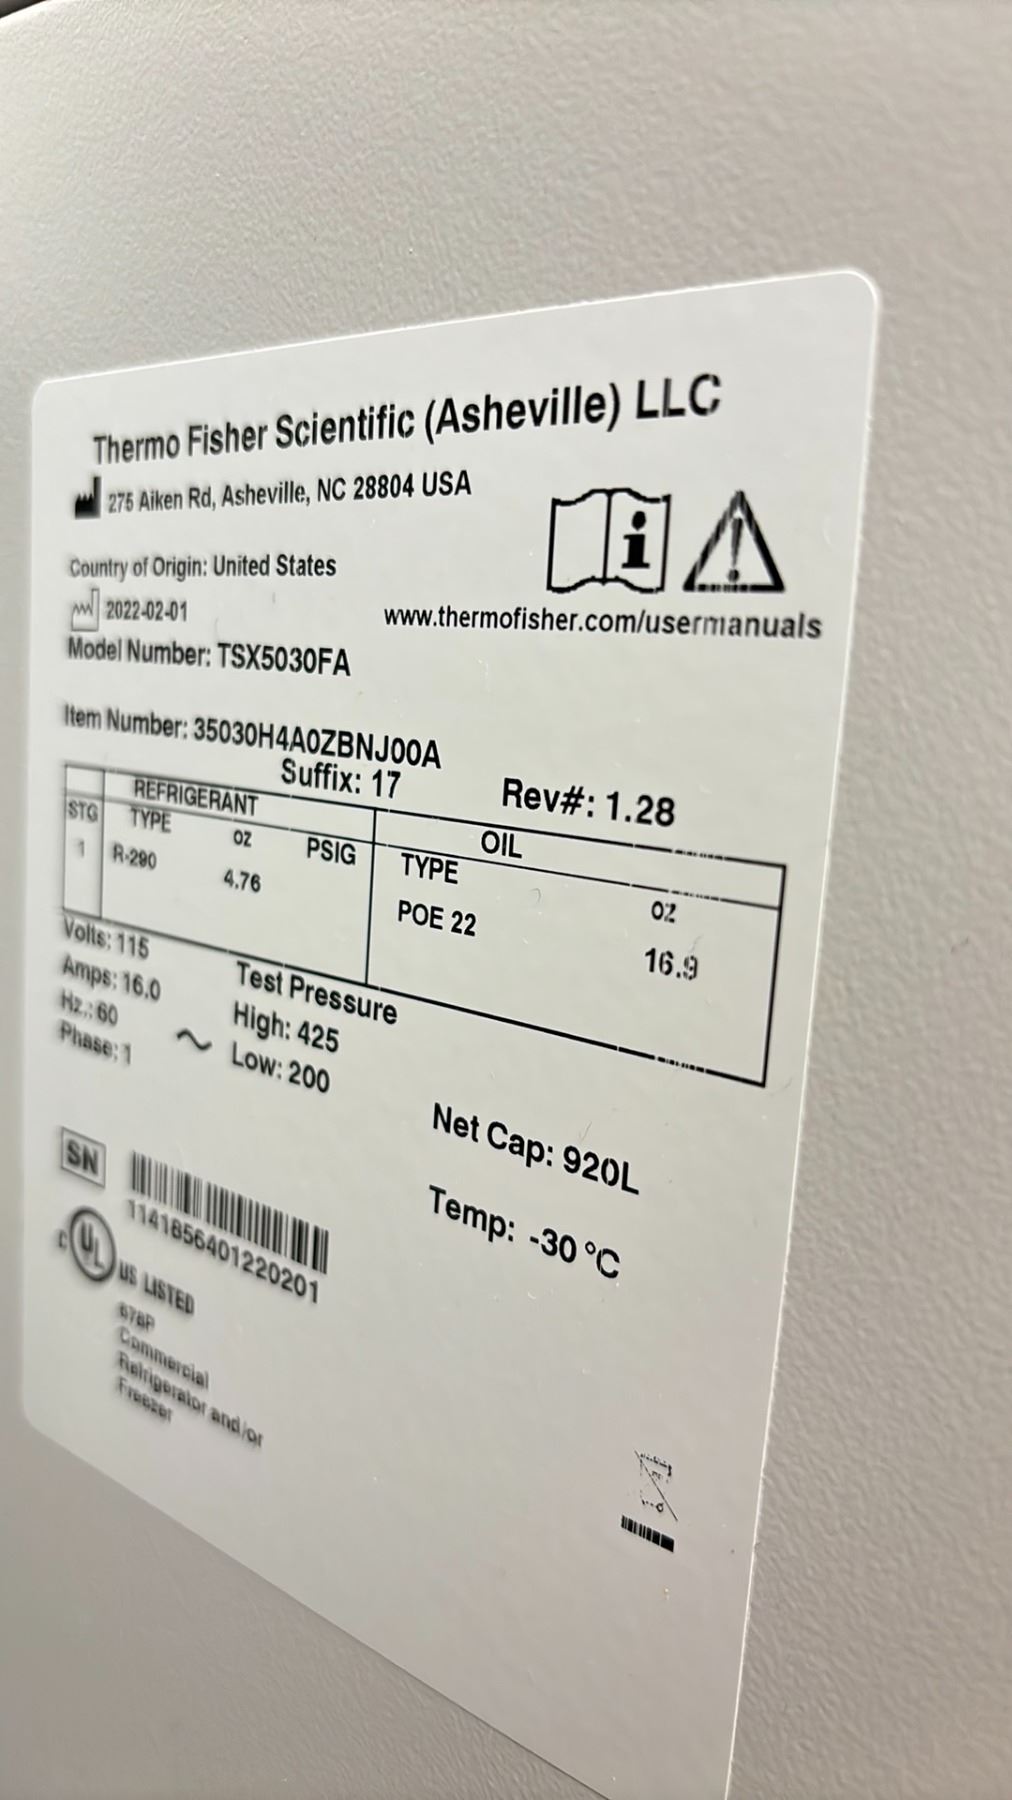 Thermo Fisher Scientific (Asheville) LLC
275 Aiken Rd, Asheville, NC 28804 USA
Country of Origin: United States
2022-02-01
www.thermofisher.com/usermanuals
Model Number: TSX5030FA
Item Number: 35030H4A0ZBNJ00A
Suffix: 17
Rev#: 1.28
REFRIGERANT
OIL
STG TYPE OZ PSIG TYPE OZ
1 R-290 4.76 POE 22 16.9
Volts: 115
Amps: 16.0
Hz.: 60
Phase: 1 ~
Test Pressure
High: 425
Low: 200
Net Cap: 920L
Temp: -30 °C
SN
1141856401220201
C UL US LISTED
678P
Commercial
Refrigerator and/or
Freezer